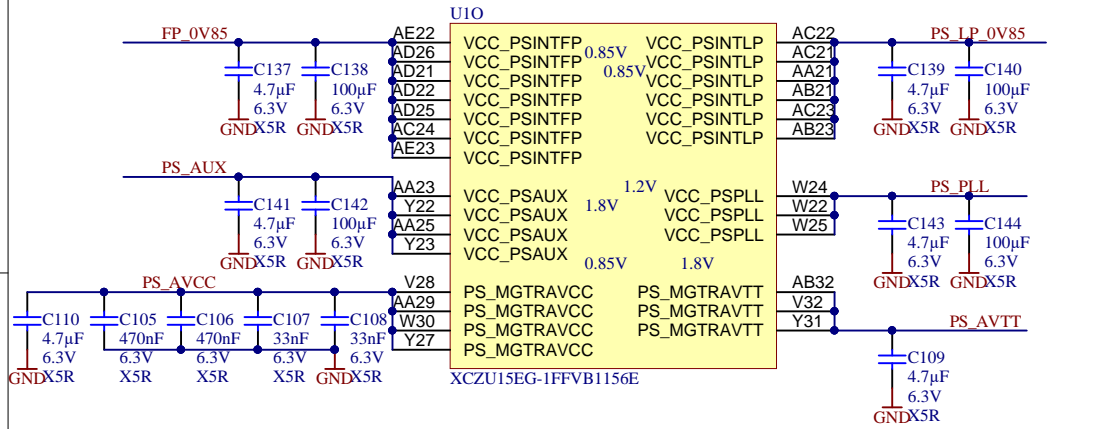 U1O
FP_0V85
C137
4.7µF
6.3V
X5R
GND
C138
100µF
6.3V
X5R
GND
AE22
AD26
AD21
AD22
AD25
AC24
AE23
VCC_PSINTFP
VCC_PSINTFP
VCC_PSINTFP
VCC_PSINTFP
VCC_PSINTFP
VCC_PSINTFP
VCC_PSINTFP
0.85V
0.85V
VCC_PSINTLP
VCC_PSINTLP
VCC_PSINTLP
VCC_PSINTLP
VCC_PSINTLP
VCC_PSINTLP
AC22
AC21
AA21
AB21
AC23
AB23
PS_LP_0V85
C139
4.7µF
6.3V
X5R
GND
C140
100µF
6.3V
X5R
GND
PS_AUX
C141
4.7µF
6.3V
X5R
GND
C142
100µF
6.3V
X5R
GND
AA23
Y22
AA25
Y23
VCC_PSAUX
VCC_PSAUX
VCC_PSAUX
VCC_PSAUX
1.8V
1.2V
VCC_PSPLL
VCC_PSPLL
VCC_PSPLL
W24
W22
W25
PS_PLL
C143
4.7µF
6.3V
X5R
GND
C144
100µF
6.3V
X5R
GND
PS_AVCC
C110
4.7µF
6.3V
X5R
GND
C105
470nF
6.3V
X5R
C106
470nF
6.3V
X5R
C107
33nF
6.3V
X5R
C108
33nF
6.3V
X5R
GND
V28
AA29
W30
Y27
0.85V
PS_MGTRAVCC
PS_MGTRAVCC
PS_MGTRAVCC
PS_MGTRAVCC
1.8V
PS_MGTRAVTT
PS_MGTRAVTT
PS_MGTRAVTT
AB32
V32
Y31
PS_AVTT
C109
4.7µF
6.3V
X5R
GND
XCZU15EG-1FFVB1156E